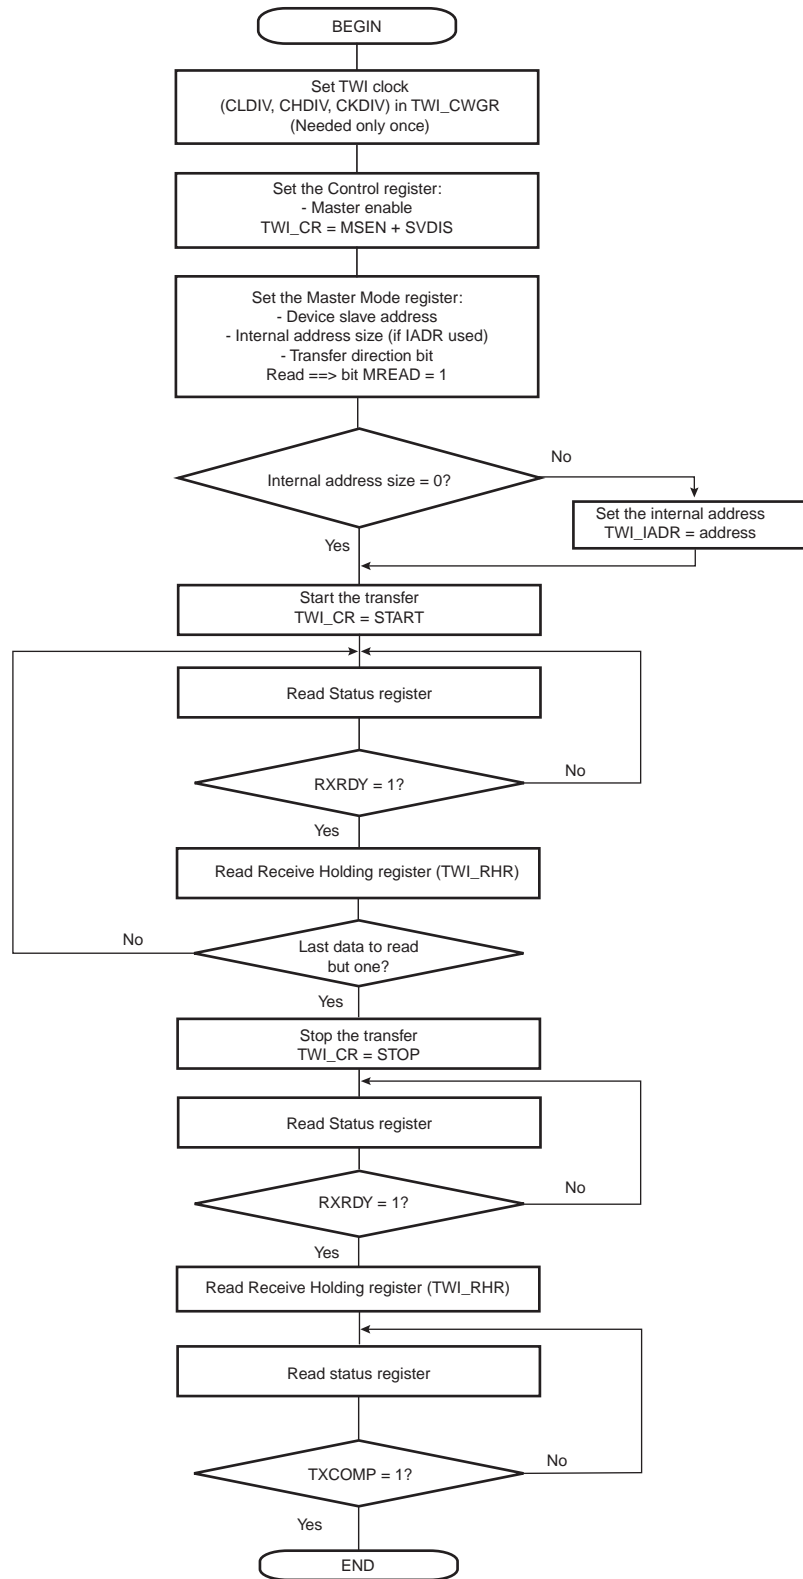 BEGIN
Set TWI clock
(CLDIV, CHDIV, CKDIV) in TWI_CWGR
(Needed only once)
Set the Control register:
- Master enable
TWI_CR = MSEN + SVDIS
Set the Master Mode register:
- Device slave address
- Internal address size (if IADR used)
- Transfer direction bit
Read ==> bit MREAD = 1
Internal address size = 0?
No
Set the internal address
TWI_IADR = address
Yes
Start the transfer
TWI_CR = START
Read Status register
RXRDY = 1?
No
Yes
Read Receive Holding register (TWI_RHR)
No
Last data to read
but one?
Yes
Stop the transfer
TWI_CR = STOP
Read Status register
RXRDY = 1?
No
Yes
Read Receive Holding register (TWI_RHR)
Read status register
TXCOMP = 1?
No
Yes
END